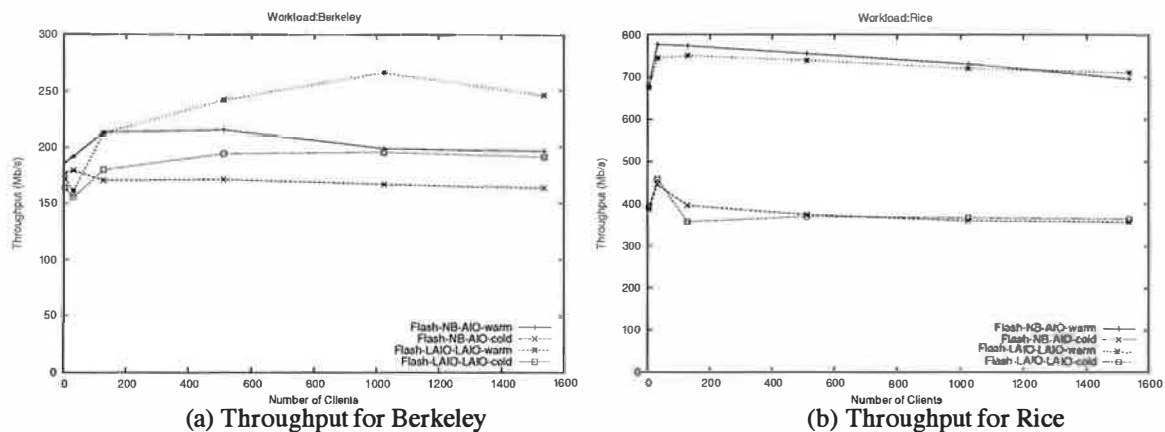 Workload:Berkeley
300
250
200
150
100
50
0
Throughput (Mb/s)
Flash-NB-AIO-warm
Flash-NB-AIO-cold
Flash-LAIO-LAIO-warm
Flash-LAIO-LAIO-cold
0 200 400 600 800 1000 1200 1400 1600
Number of Clients
(a) Throughput for Berkeley
Workload:Rice
800
700
600
500
400
300
200
100
0
Throughput (Mb/s)
Flash-NB-AIO-warm
Flash-NB-AIO-cold
Flash-LAIO-LAIO-warm
Flash-LAIO-LAIO-cold
0 200 400 600 800 1000 1200 1400 1600
Number of Clients
(b) Throughput for Rice